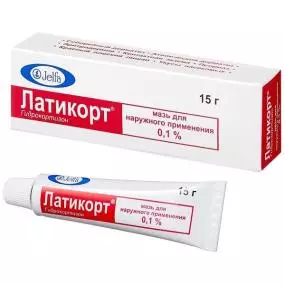 Jelfa
Латикорт®
Гидрокортизон
мазь для
наружного применения
0,1 %
15 г
Латикорт®
Гидрокортизон
мазь для
наружного применения
0,1 %
15 г